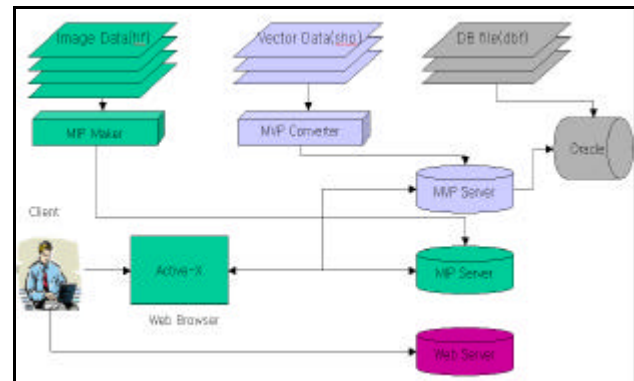 Image Data(tif)
Vector Data(shp)
DB file(dbf)
MIP Maker
MVP Converter
Oracle
MVP Server
Client
Active-X
MIP Server
Web Browser
Web Server